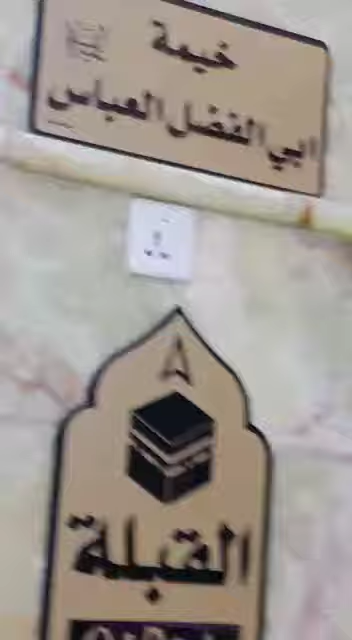 خيمة
ابي الفضل العباس
القبلة